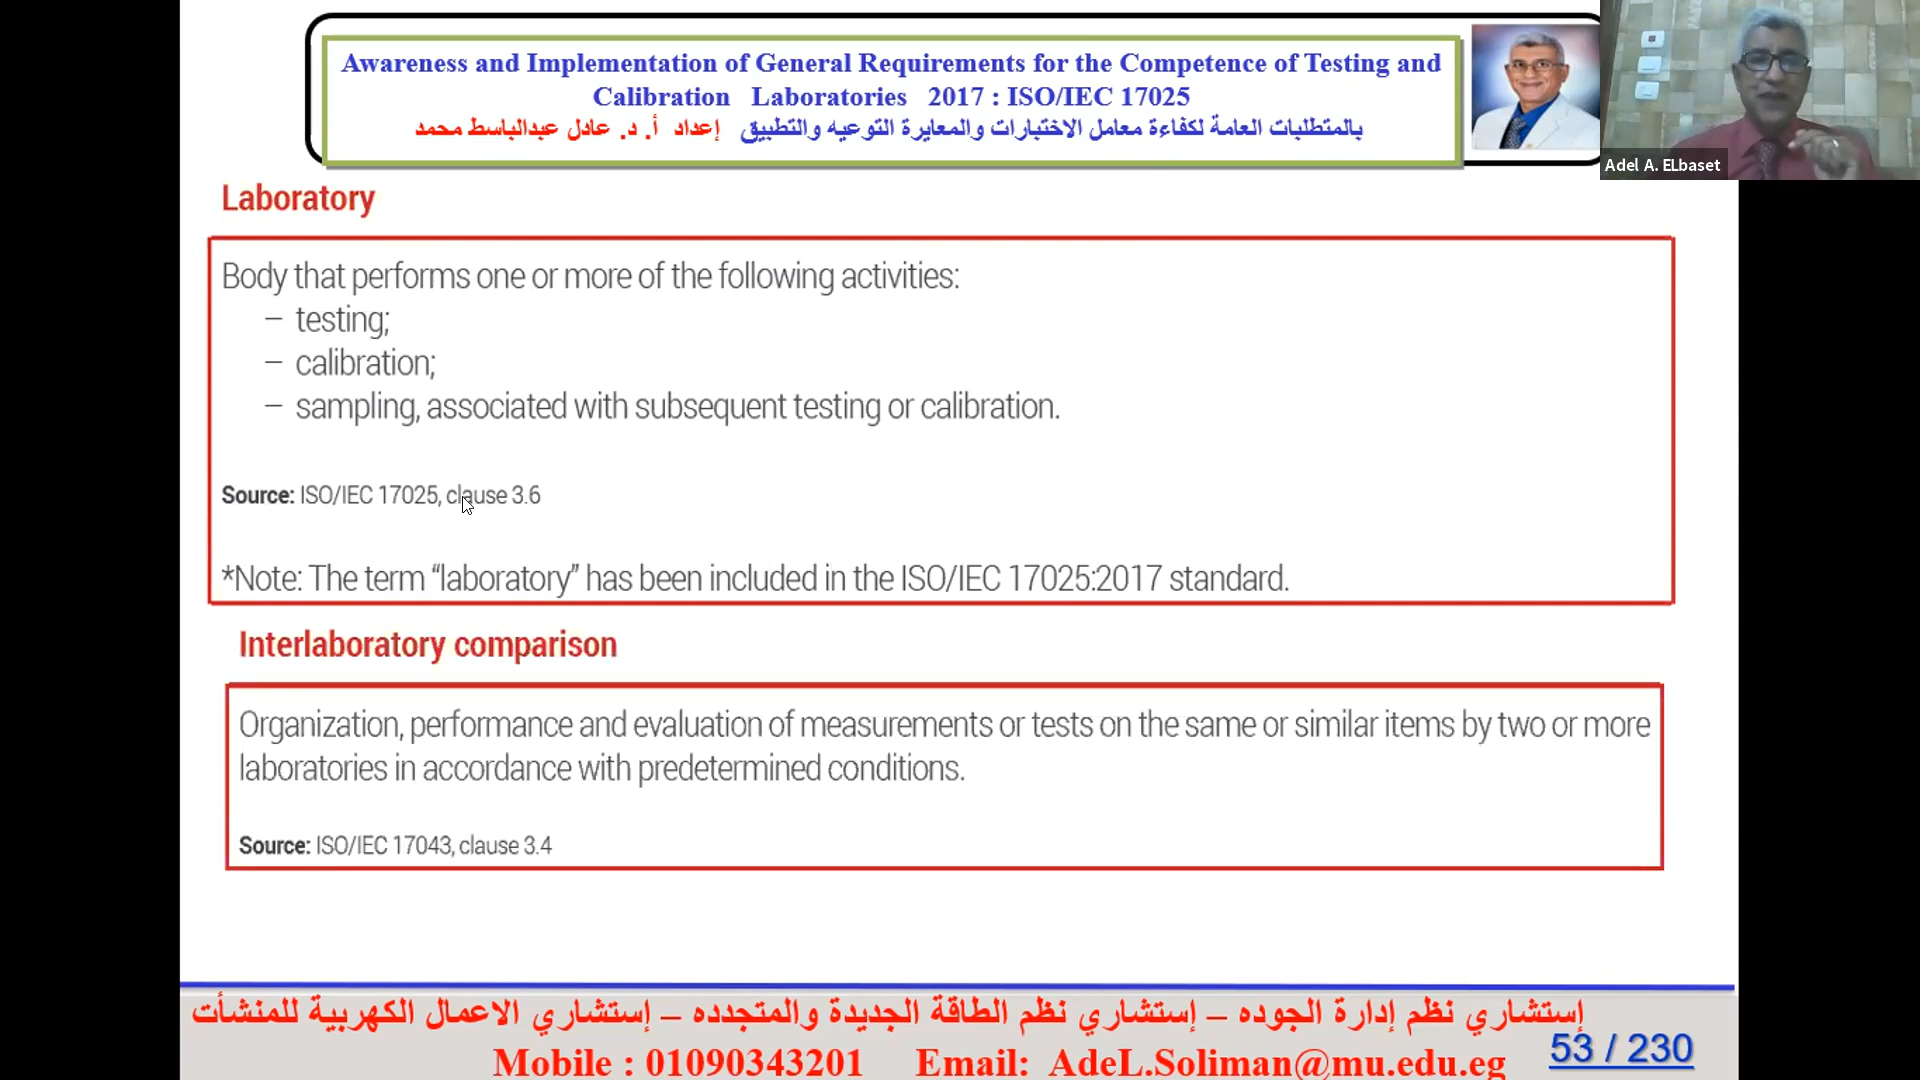 Awareness and Implementation of General Requirements for the Competence of Testing and
Calibration Laboratories 2017 : ISO/IEC 17025
بالمتطلبات العامة لكفاءة معامل الاختبارات والمعايرة التوعيه والتطبيق إعداد أ. د. عادل عبدالباسط محمد
Adel A. ELbaset
Laboratory
Body that performs one or more of the following activities:
– testing;
– calibration;
– sampling, associated with subsequent testing or calibration.
Source: ISO/IEC 17025, clause 3.6
*Note: The term “laboratory” has been included in the ISO/IEC 17025:2017 standard.
Interlaboratory comparison
Organization, performance and evaluation of measurements or tests on the same or similar items by two or more
laboratories in accordance with predetermined conditions.
Source: ISO/IEC 17043, clause 3.4
إستشاري نظم إدارة الجوده – إستشاري نظم الطاقة الجديدة والمتجدده – إستشاري الاعمال الكهربية للمنشأت
Mobile : 01090343201 Email: AdeL.Soliman@mu.edu.eg
53 / 230